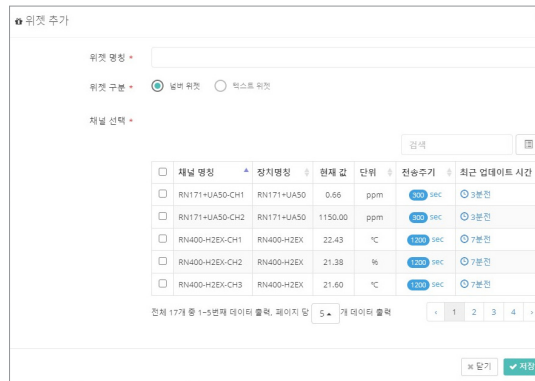 위젯 추가
위젯 명칭 *
위젯 구분 * 넘버 위젯 텍스트 위젯
채널 선택 *
검색
채널 명칭 장치명칭 현재 값 단위 전송주기 최근 업데이트 시간
RN171+UA50-CH1 RN171+UA50 0.66 ppm 300 sec 3분전
RN171+UA50-CH2 RN171+UA50 1150.00 ppm 300 sec 3분전
RN400-H2EX-CH1 RN400-H2EX 22.43 ℃ 1200 sec 7분전
RN400-H2EX-CH2 RN400-H2EX 21.38 % 1200 sec 7분전
RN400-H2EX-CH3 RN400-H2EX 21.60 ℃ 1200 sec 7분전
전체 17개 중 1-5번째 데이터 출력, 페이지 당 5 개 데이터 출력 ‹ 1 2 3 4 ›
닫기 저장